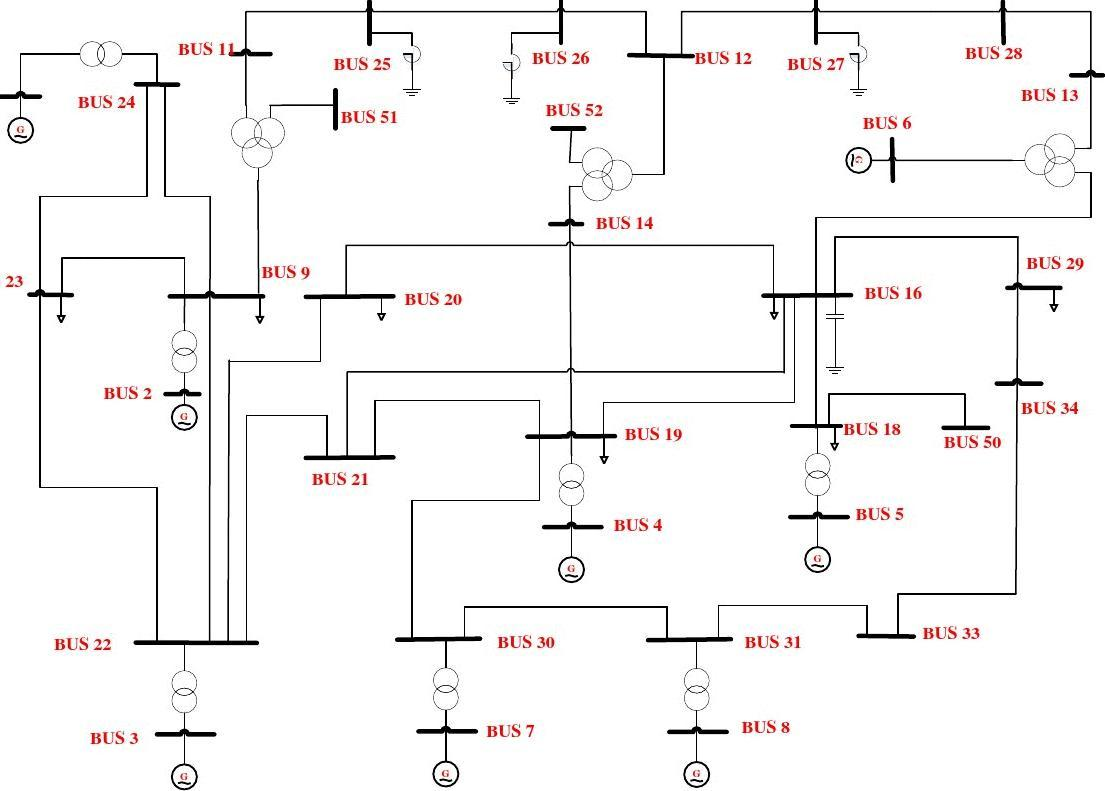 BUS 11
BUS 25
BUS 26
BUS 12
BUS 27
BUS 28
BUS 24
BUS 51
BUS 52
BUS 13
BUS 6
G
G
BUS 14
23
BUS 9
BUS 20
BUS 16
BUS 29
BUS 2
G
BUS 34
BUS 19
BUS 18
BUS 50
BUS 21
BUS 4
BUS 5
G
G
BUS 22
BUS 30
BUS 31
BUS 33
BUS 3
BUS 7
BUS 8
G
G
G